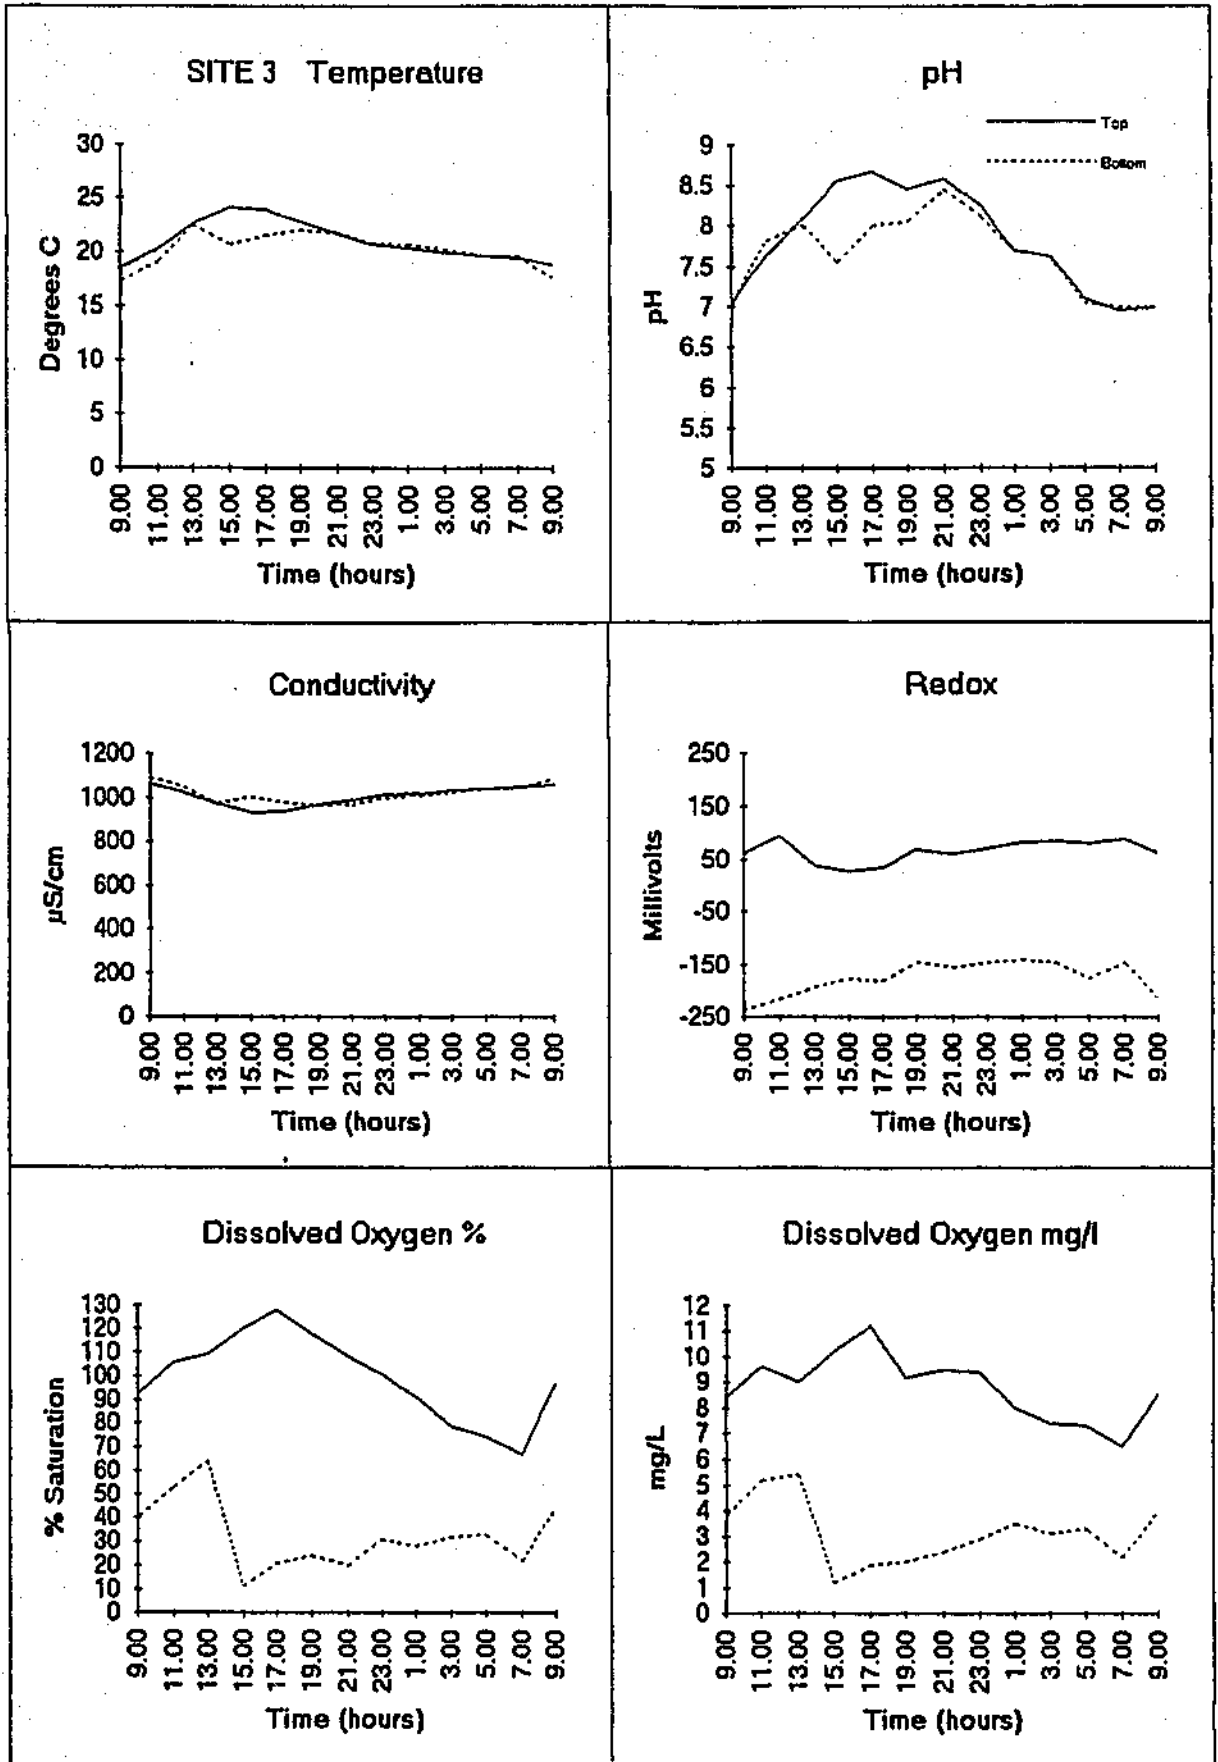 SITE 3 Temperature
30
25
20
15
10
5
0
Degrees C
9.00 11.00 13.00 15.00 17.00 19.00 21.00 23.00 1.00 3.00 5.00 7.00 9.00
Time (hours)
pH
Top
Bottom
9
8.5
8
7.5
7
6.5
6
5.5
5
pH
9.00 11.00 13.00 15.00 17.00 19.00 21.00 23.00 1.00 3.00 5.00 7.00 9.00
Time (hours)
Conductivity
1200
1000
800
600
400
200
0
µS/cm
9.00 11.00 13.00 15.00 17.00 19.00 21.00 23.00 1.00 3.00 5.00 7.00 9.00
Time (hours)
Redox
250
150
50
-50
-150
-250
Millivolts
9.00 11.00 13.00 15.00 17.00 19.00 21.00 23.00 1.00 3.00 5.00 7.00 9.00
Time (hours)
Dissolved Oxygen %
130
120
110
100
90
80
70
60
50
40
30
20
10
0
% Saturation
9.00 11.00 13.00 15.00 17.00 19.00 21.00 23.00 1.00 3.00 5.00 7.00 9.00
Time (hours)
Dissolved Oxygen mg/l
12
11
10
9
8
7
6
5
4
3
2
1
0
mg/L
9.00 11.00 13.00 15.00 17.00 19.00 21.00 23.00 1.00 3.00 5.00 7.00 9.00
Time (hours)